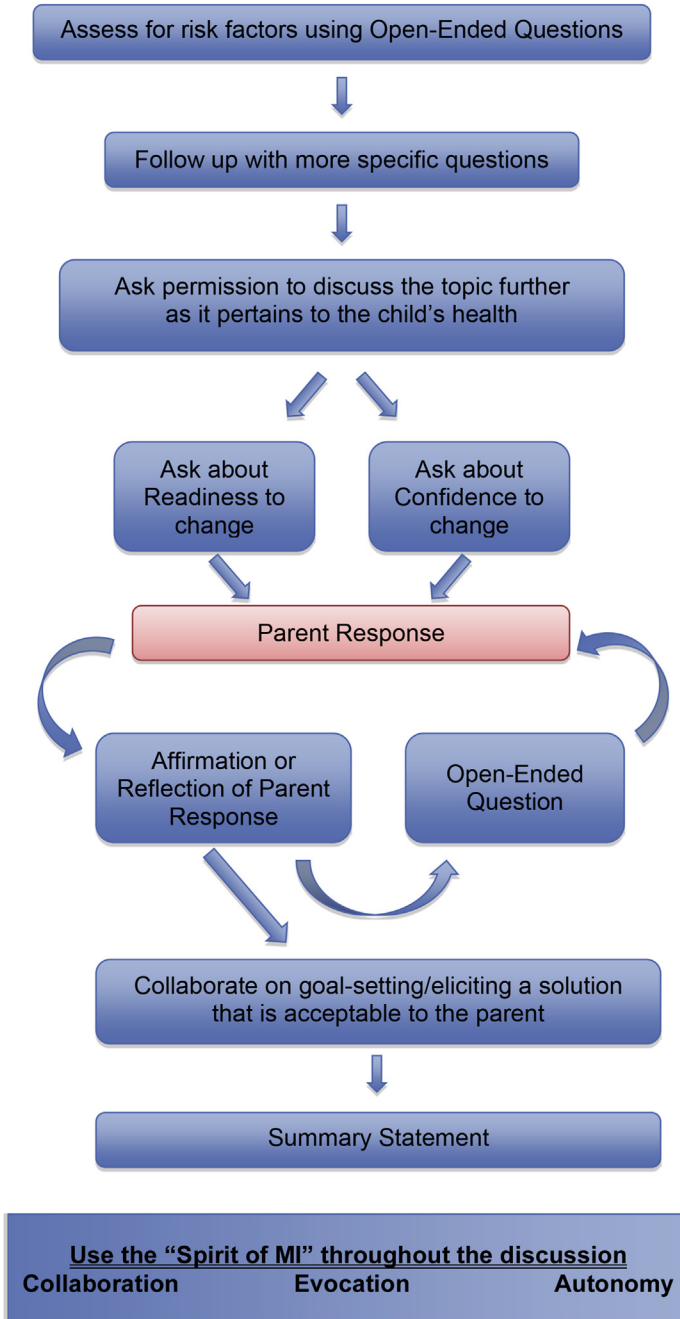 Assess for risk factors using Open-Ended Questions
Follow up with more specific questions
Ask permission to discuss the topic further
as it pertains to the child's health
Ask about
Readiness to
change
Ask about
Confidence to
change
Parent Response
Affirmation or
Reflection of Parent
Response
Open-Ended
Question
Collaborate on goal-setting/eliciting a solution
that is acceptable to the parent
Summary Statement
Use the “Spirit of MI” throughout the discussion
Collaboration Evocation Autonomy